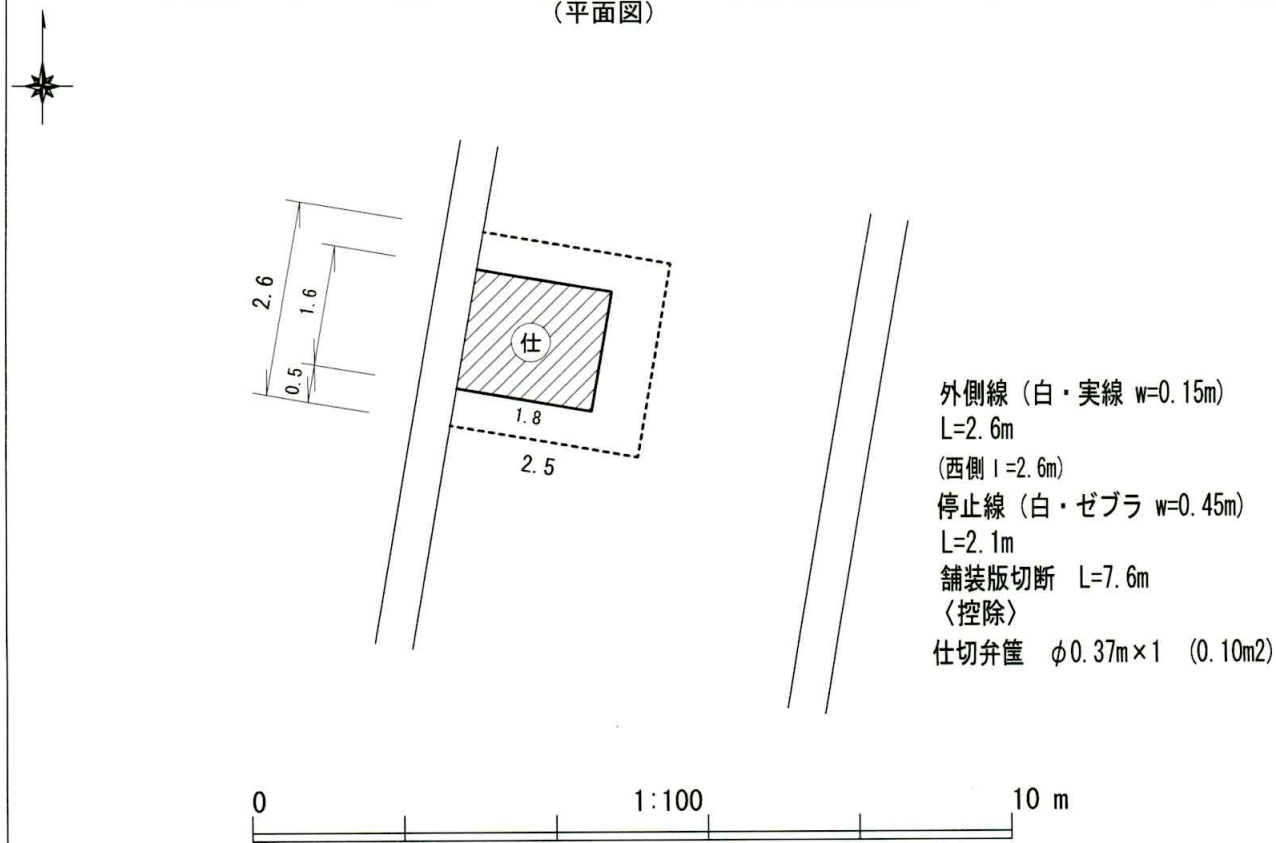 (平面図)
2.6
1.6
0.5
仕
1.8
2.5
外側線 (白・実線 w=0.15m)
L=2.6m
(西側 l=2.6m)
停止線 (白・ゼブラ w=0.45m)
L=2.1m
舗装版切断 L=7.6m
〈控除〉
仕切弁筐 φ0.37m×1 (0.10m2)
0 1:100 10 m